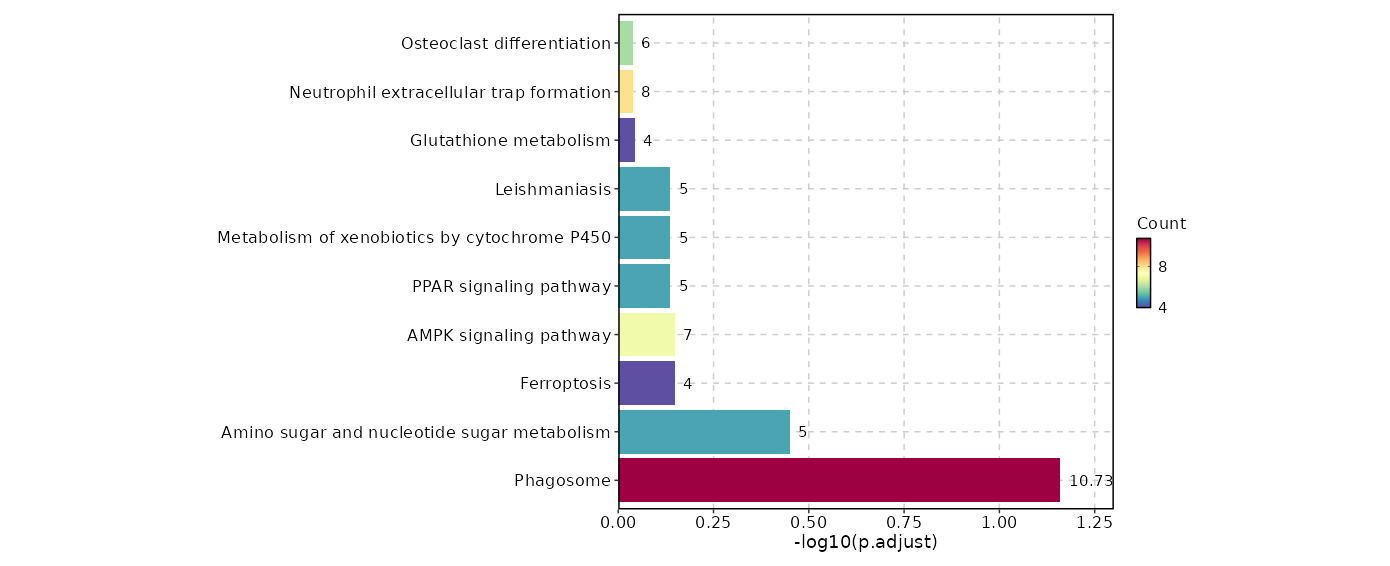 Osteoclast differentiation 6
Neutrophil extracellular trap formation 8
Glutathione metabolism 4
Leishmaniasis 5
Metabolism of xenobiotics by cytochrome P450 5
PPAR signaling pathway 5
AMPK signaling pathway 7
Ferroptosis 4
Amino sugar and nucleotide sugar metabolism 5
Phagosome 10.73
0.00 0.25 0.50 0.75 1.00 1.25
-log10(p.adjust)
Count
8
4